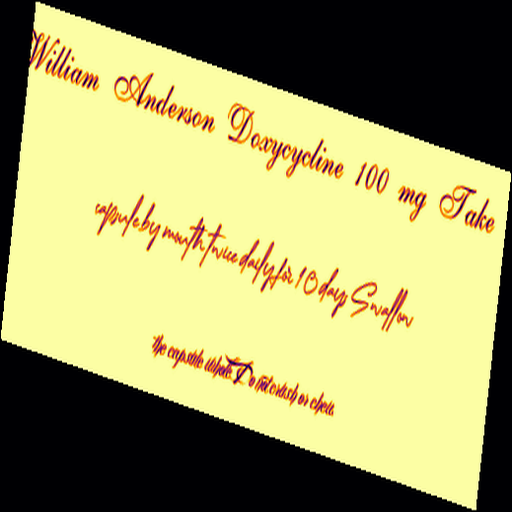 William Anderson Doxycycline 100 mg Take
capsule by mouth twice daily for 10 days Swallow
the capsule whole. Do not crush or chew.